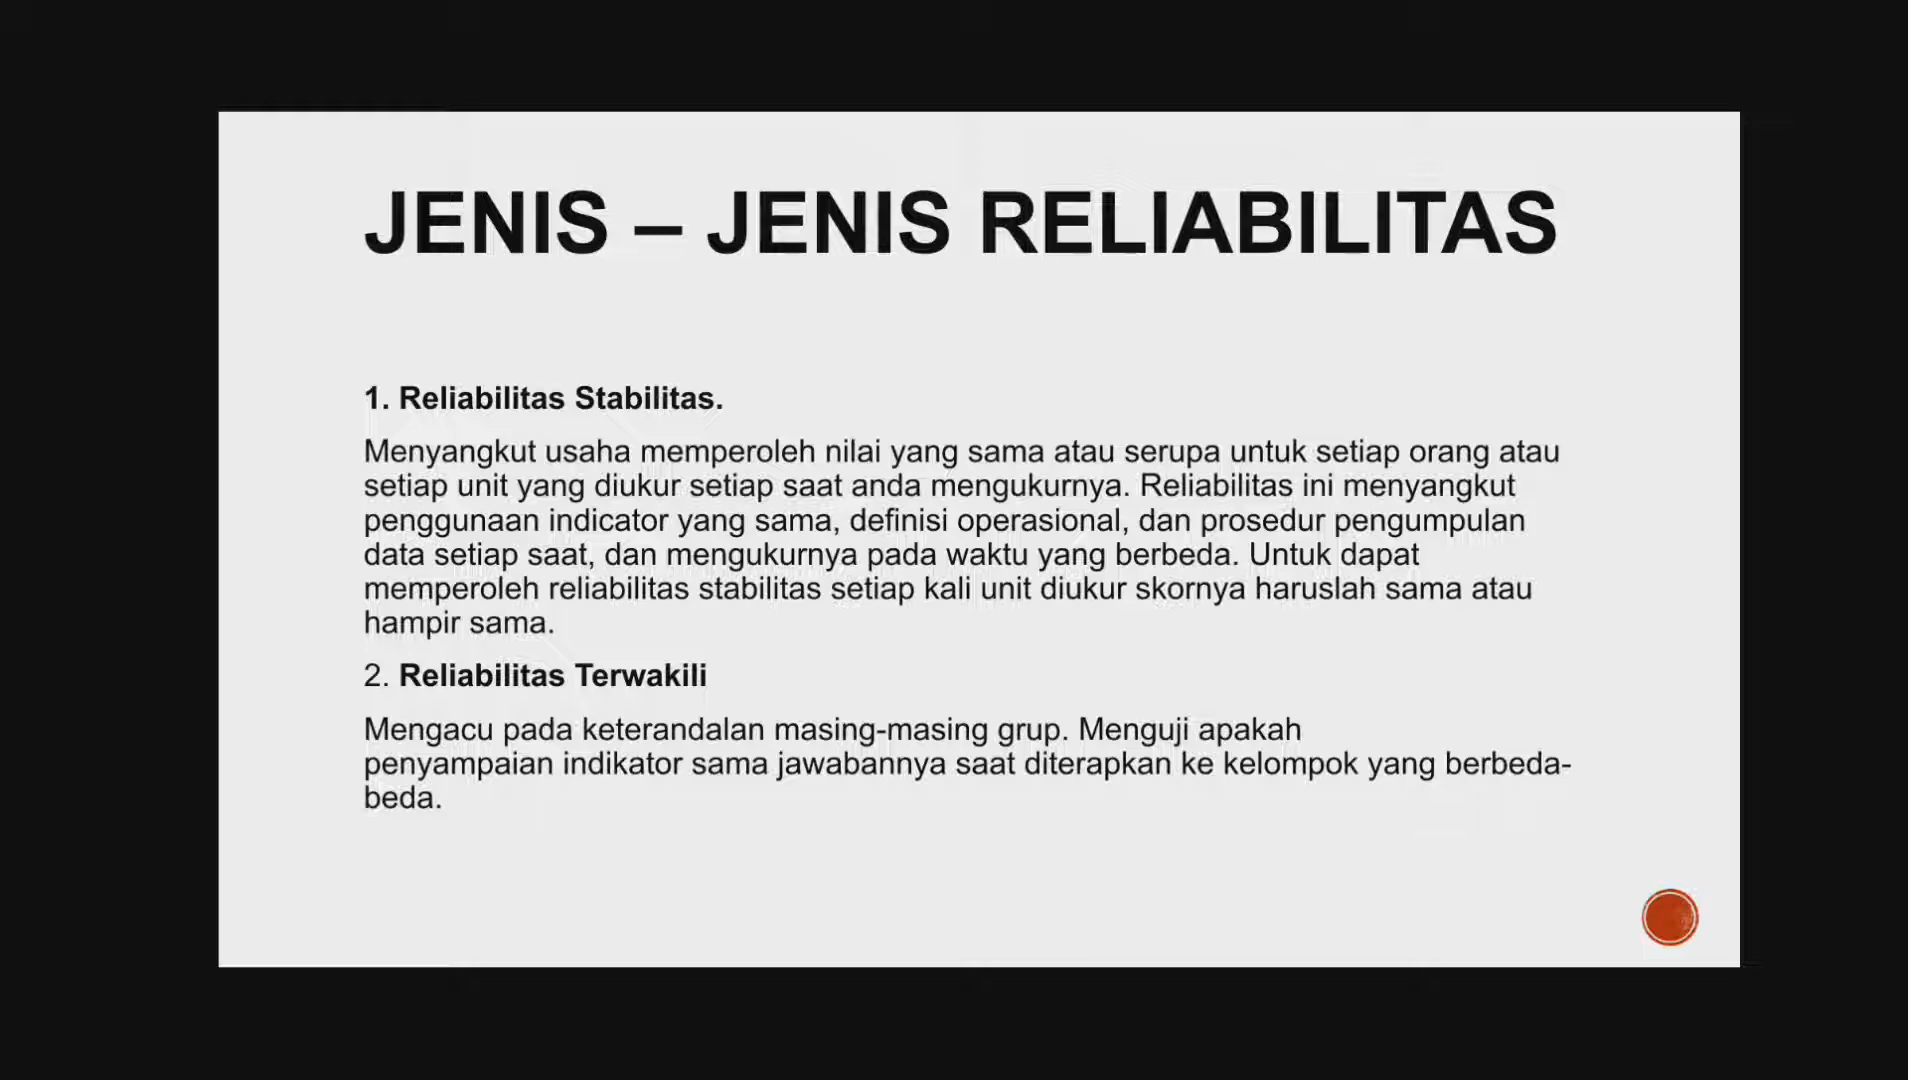 JENIS – JENIS RELIABILITAS
1. Reliabilitas Stabilitas.
Menyangkut usaha memperoleh nilai yang sama atau serupa untuk setiap orang atau
setiap unit yang diukur setiap saat anda mengukurnya. Reliabilitas ini menyangkut
penggunaan indicator yang sama, definisi operasional, dan prosedur pengumpulan
data setiap saat, dan mengukurnya pada waktu yang berbeda. Untuk dapat
memperoleh reliabilitas stabilitas setiap kali unit diukur skornya haruslah sama atau
hampir sama.
2. Reliabilitas Terwakili
Mengacu pada keterandalan masing-masing grup. Menguji apakah
penyampaian indikator sama jawabannya saat diterapkan ke kelompok yang berbeda-
beda.